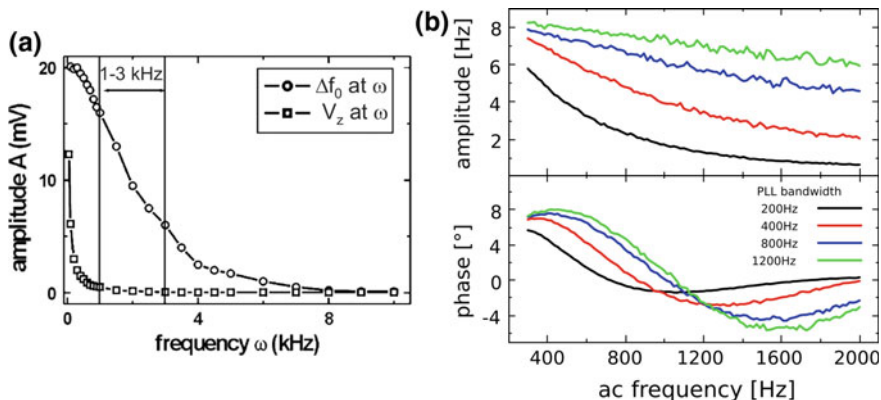 (a)
amplitude A (mV)
20
10
0
1-3 kHz
Δf₀ at ω
V_z at ω
0
4
8
frequency ω (kHz)
(b)
amplitude [Hz]
8
6
4
2
phase [°]
8
4
0
-4
PLL bandwidth
200Hz
400Hz
800Hz
1200Hz
400
800
1200
1600
2000
ac frequency [Hz]